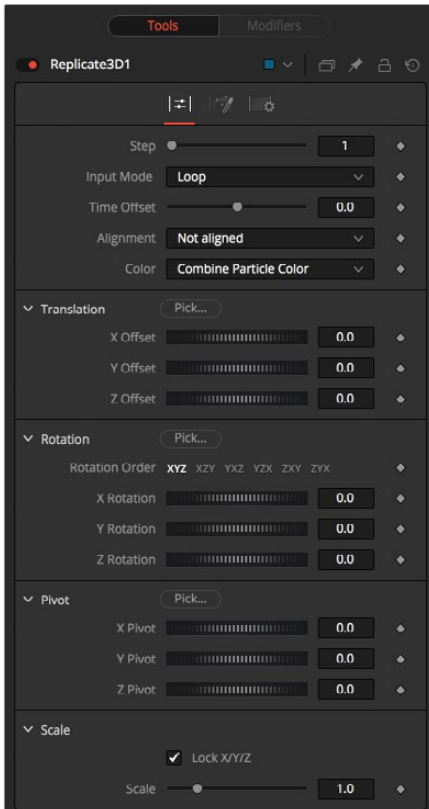 Tools Modifiers
Replicate3D1
Step 1
Input Mode Loop
Time Offset 0.0
Alignment Not aligned
Color Combine Particle Color
Translation Pick...
X Offset 0.0
Y Offset 0.0
Z Offset 0.0
Rotation Pick...
Rotation Order XYZ XZY YXZ YZX ZXY ZYX
X Rotation 0.0
Y Rotation 0.0
Z Rotation 0.0
Pivot Pick...
X Pivot 0.0
Y Pivot 0.0
Z Pivot 0.0
Scale
Lock X/Y/Z
Scale 1.0